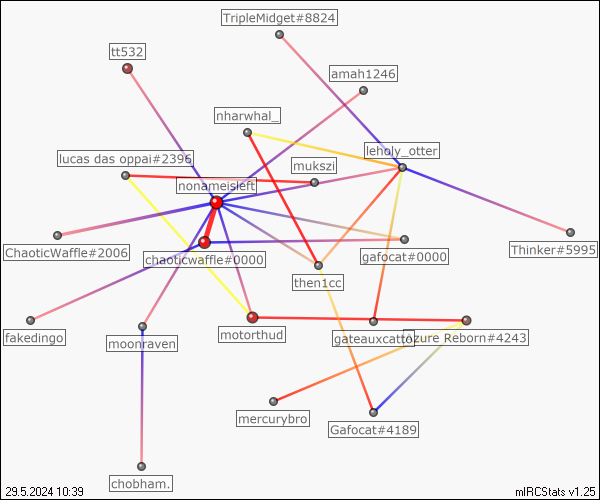 TripleMidget#8824
tt532
amah1246
nharwhal_
leholy_otter
lucas das oppai#2396
mukszi
nonameisleft
ChaoticWaffle#2006
chaoticwaffle#0000
gafocat#0000
Thinker#5995
then1cc
fakedingo
moonraven
motorthud
gateauxcatto
Azure Reborn#4243
mercurybro
Gafocat#4189
chobham.
29.5.2024 10:39
mIRCStats v1.25